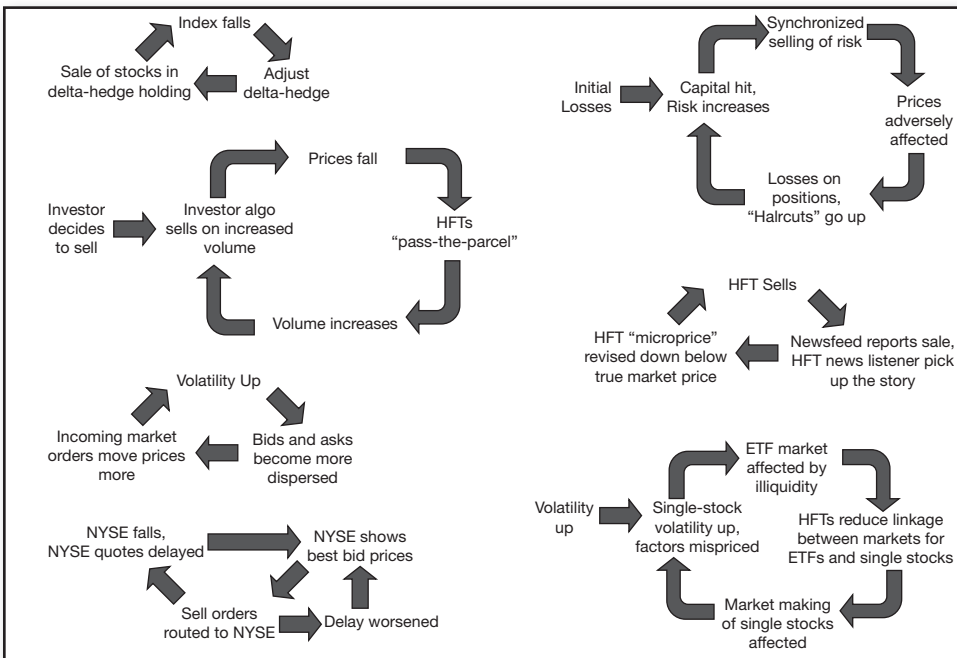 Index falls
Adjust
delta-hedge
Sale of stocks in
delta-hedge holding
Investor
decides
to sell
Investor algo
sells on increased
volume
Prices fall
HFTs
“pass-the-parcel”
Volume increases
Volatility Up
Bids and asks
become more
dispersed
Incoming market
orders move prices
more
NYSE falls,
NYSE quotes delayed
NYSE shows
best bid prices
Sell orders
routed to NYSE
Delay worsened
Initial
Losses
Capital hit,
Risk increases
Synchronized
selling of risk
Prices
adversely
affected
Losses on
positions,
“Halrcuts” go up
HFT Sells
Newsfeed reports sale,
HFT news listener pick
up the story
HFT “microprice”
revised down below
true market price
Volatility
up
Single-stock
volatility up,
factors mispriced
ETF market
affected by
illiquidity
HFTs reduce linkage
between markets for
ETFs and single stocks
Market making
of single stocks
affected